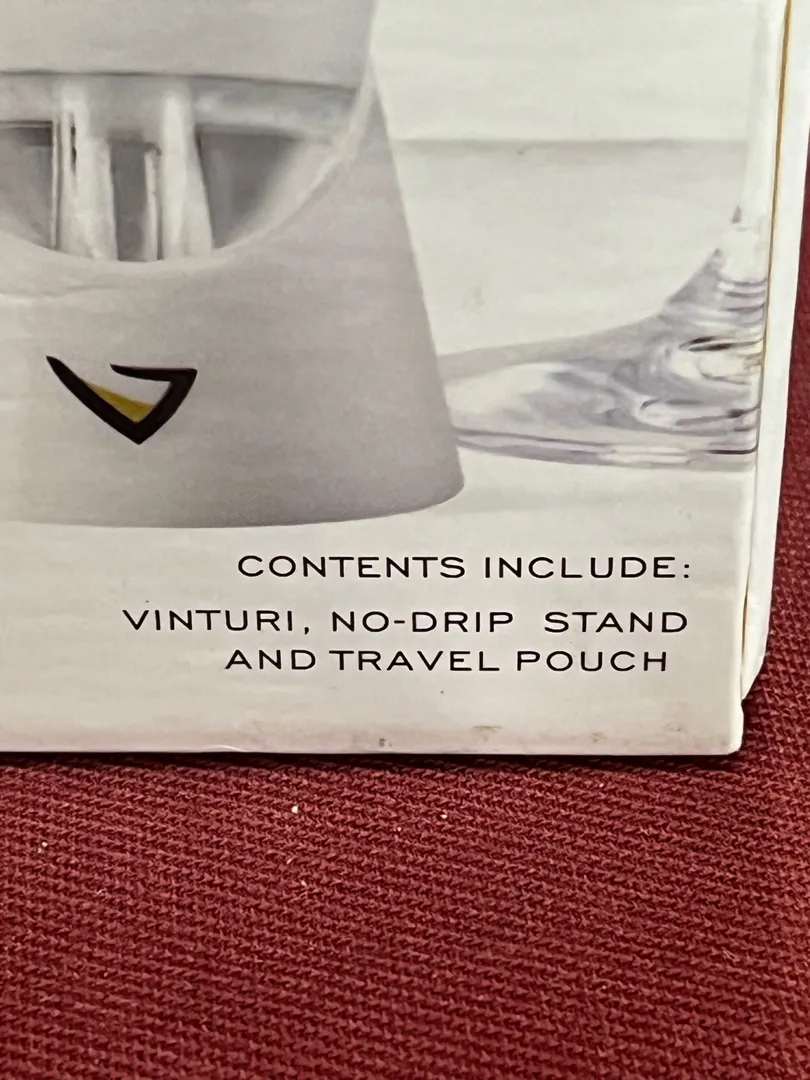 CONTENTS INCLUDE:
VINTURI, NO-DRIP STAND
AND TRAVEL POUCH